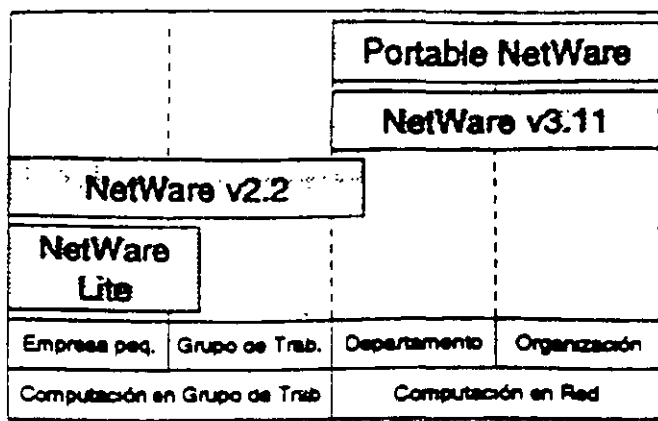 Portable NetWare
NetWare v3.11
NetWare v2.2
NetWare
Lite
Empresa peq. Grupo de Trab. Departamento Organización
Computación en Grupo de Trab Computación en Red